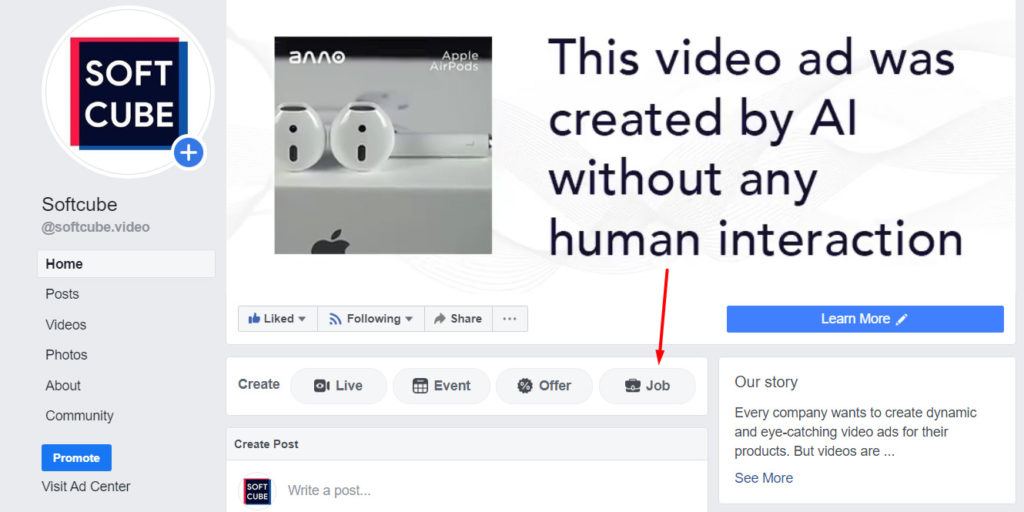 SOFT
CUBE
Softcube
@softcube.video
Home
Posts
Videos
Photos
About
Community
Promote
Visit Ad Center
anno
Apple
AirPods
This video ad was
created by AI
without any
human interaction
Liked
Following
Share
...
Learn More
Create
Live
Event
Offer
Job
Create Post
SOFT
CUBE
Write a post...
Our story
Every company wants to create dynamic
and eye-catching video ads for their
products. But videos are ...
See More